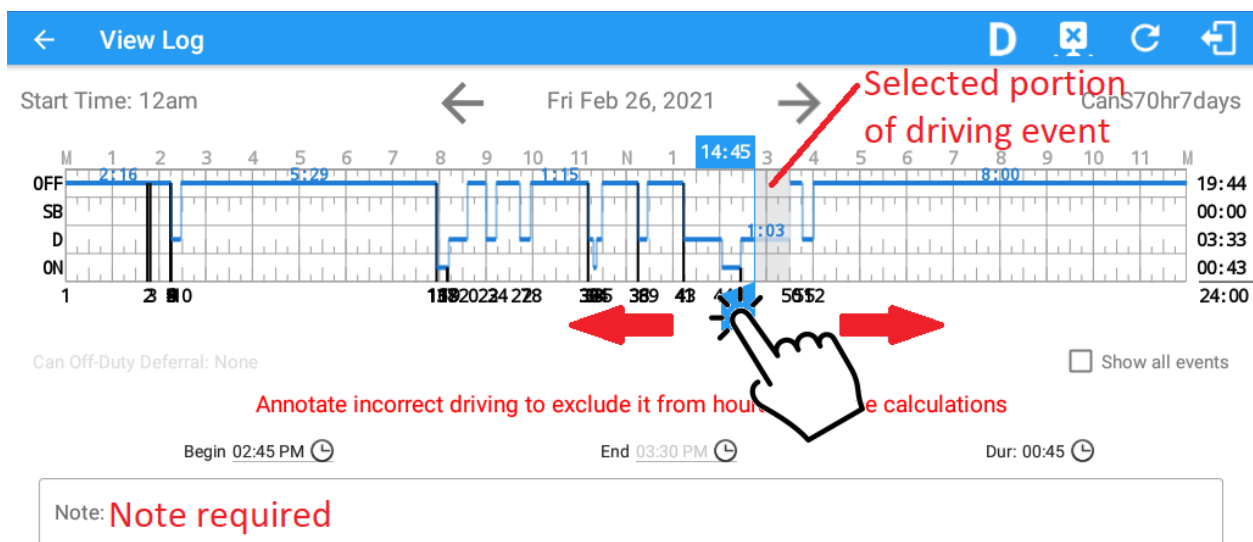 View Log
D
Start Time: 12am
Fri Feb 26, 2021
CanS70hr7days
Selected portion
of driving event
14:45
M 1 2 3 4 5 6 7 8 9 10 11 N 1 3 4 5 6 7 8 9 10 11 M
2:16 5:29 1:15 8:00
OFF 19:44
SB 00:00
1:03
D 03:33
ON 00:43
24:00
Can Off-Duty Deferral: None
Show all events
Annotate incorrect driving to exclude it from calculations
Begin 02:45 PM
End 03:30 PM
Dur: 00:45
Note: Note required